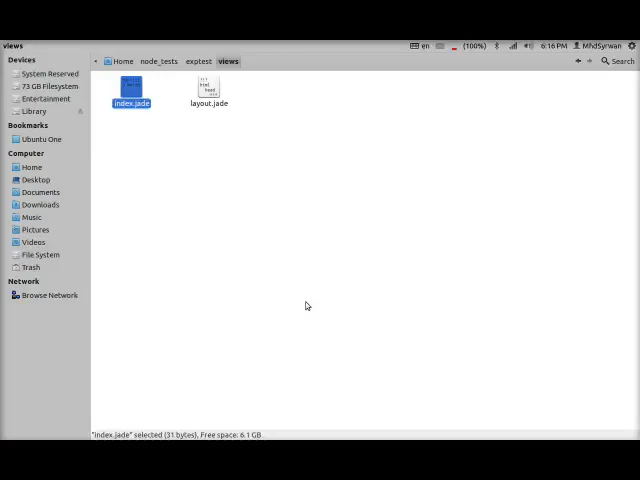 views
en
(100%)
6:16 PM
MhdSyrwan
Devices
System Reserved
73 GB Filesystem
Entertainment
Library
Bookmarks
Ubuntu One
Computer
Home
Desktop
Documents
Downloads
Music
Pictures
Videos
File System
Trash
Network
Browse Network
Home node_tests exptest views
Search
index.jade
html
head
layout.jade
"index.jade" selected (31 bytes), Free space: 6.1 GB